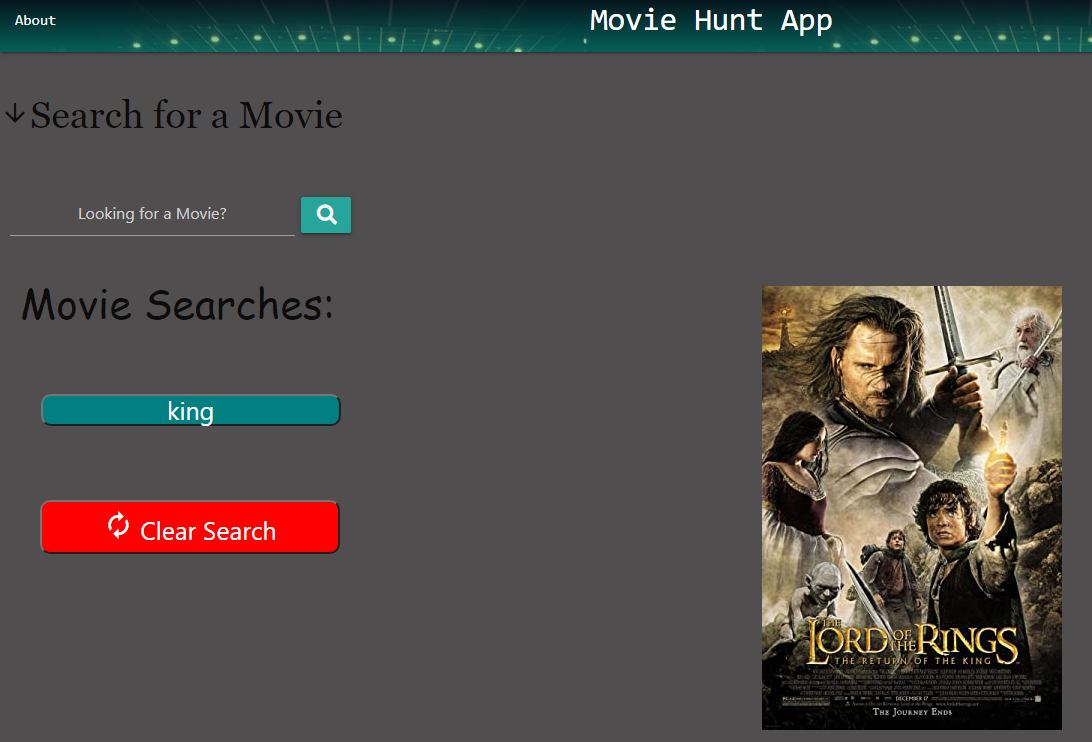 About
Movie Hunt App
Search for a Movie
Looking for a Movie?
Movie Searches:
king
Clear Search
THE LORD OF THE RINGS
THE RETURN OF THE KING
DECEMBER 17
THE JOURNEY ENDS